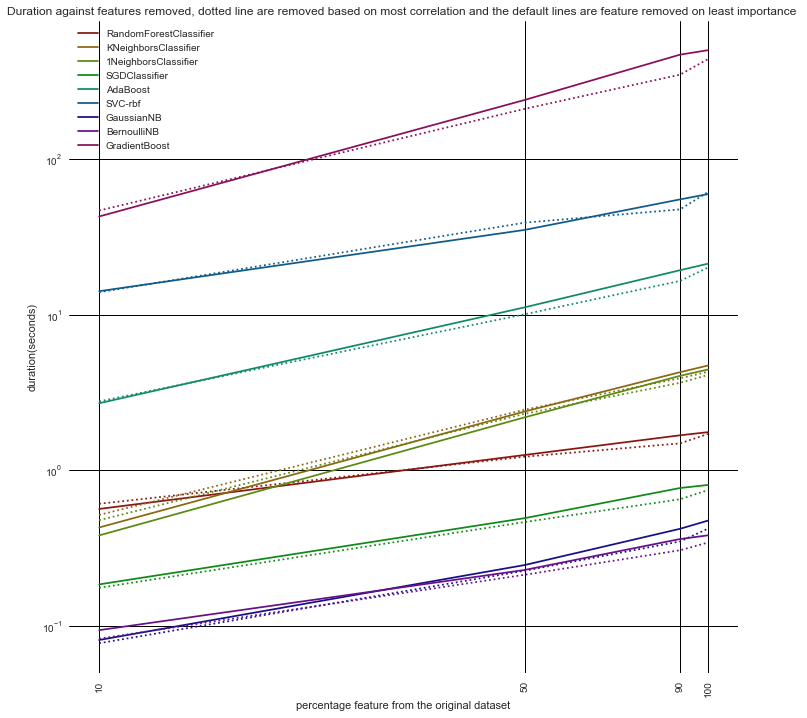 Duration against features removed, dotted line are removed based on most correlation and the default lines are feature removed on least importance
RandomForestClassifier
KNeighborsClassifier
1NeighborsClassifier
SGDClassifier
AdaBoost
SVC-rbf
GaussianNB
BernoulliNB
GradientBoost
10²
10¹
10⁰
10⁻¹
duration(seconds)
10
50
90
100
percentage feature from the original dataset